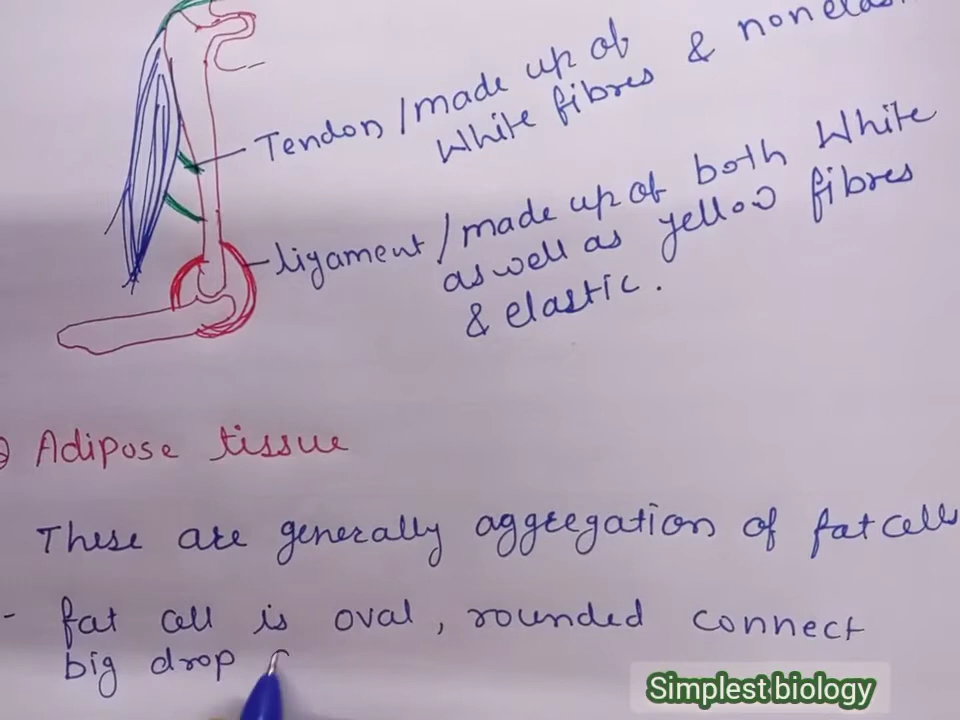 Tendon / made up of
White fibres & non
ligament / made up of both White
as well as yellow fibres
& elastic.
Adipose tissue
These are generally aggregation of fat cells
- fat cell is oval, rounded connect
big drop
Simplest biology